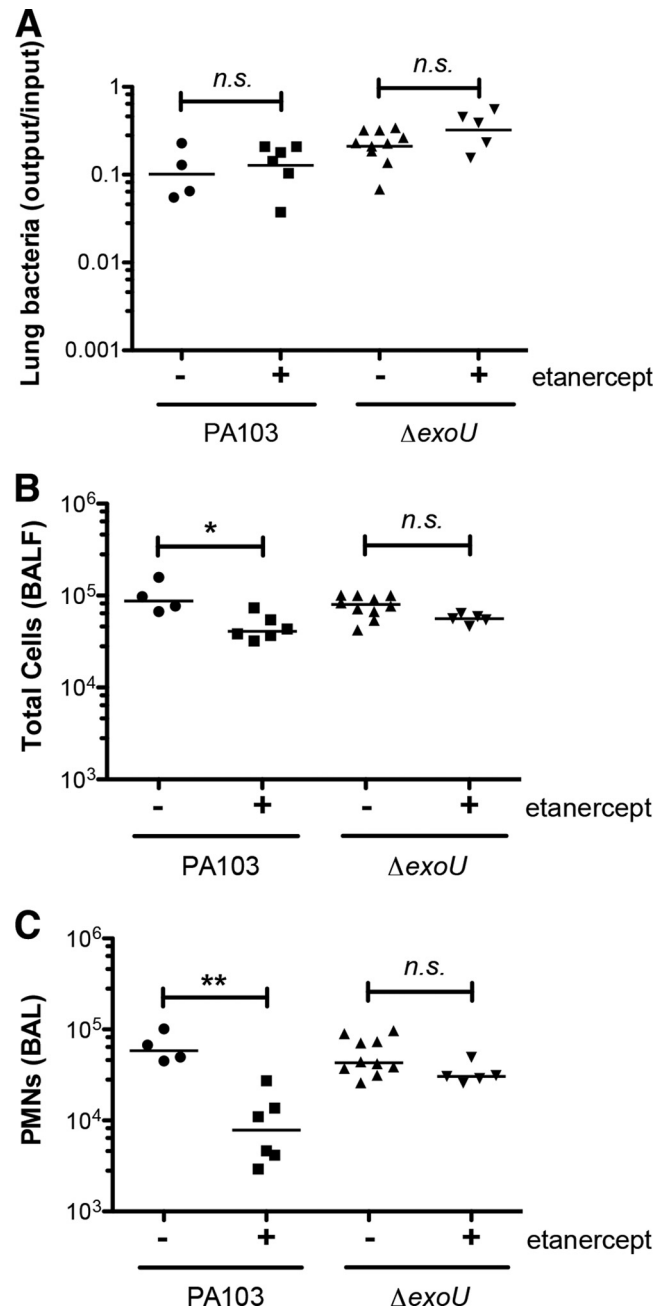 A
Lung bacteria (output/input)
n.s.
n.s.
1
0.1
0.01
0.001
- + - + etanercept
PA103 ΔexoU
B
Total Cells (BALF)
*
n.s.
10⁶
10⁵
10⁴
10³
- + - + etanercept
PA103 ΔexoU
C
PMNs (BAL)
**
n.s.
10⁶
10⁵
10⁴
10³
- + - + etanercept
PA103 ΔexoU